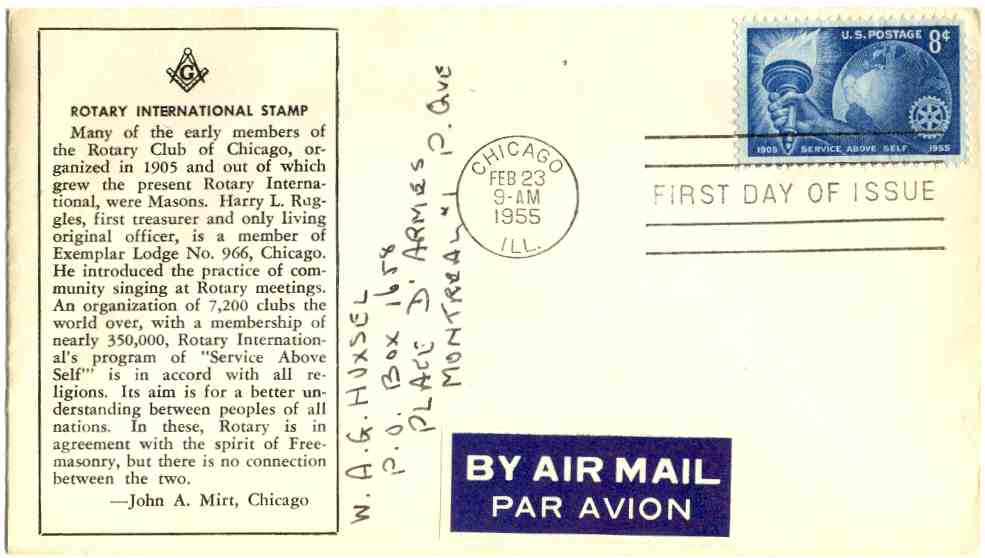 G
ROTARY INTERNATIONAL STAMP
Many of the early members of
the Rotary Club of Chicago, or-
ganized in 1905 and out of which
grew the present Rotary Interna-
tional, were Masons. Harry L. Rug-
gles, first treasurer and only living
original officer, is a member of
Exemplar Lodge No. 966, Chicago.
He introduced the practice of com-
munity singing at Rotary meetings.
An organization of 7,200 clubs the
world over, with a membership of
nearly 350,000, Rotary Internation-
al's program of "Service Above
Self'" is in accord with all re-
ligions. Its aim is for a better un-
derstanding between peoples of all
nations. In these, Rotary is in
agreement with the spirit of Free-
masonry, but there is no connection
between the two.
—John A. Mirt, Chicago
W. A. G. HUXSEL
P.O. BOX 1658
PLACE D'ARMES
MONTREAL 1 P. QUE
CHICAGO
FEB 23
9-AM
1955
ILL.
U.S. POSTAGE 8¢
1905 SERVICE ABOVE SELF 1955
FIRST DAY OF ISSUE
BY AIR MAIL
PAR AVION